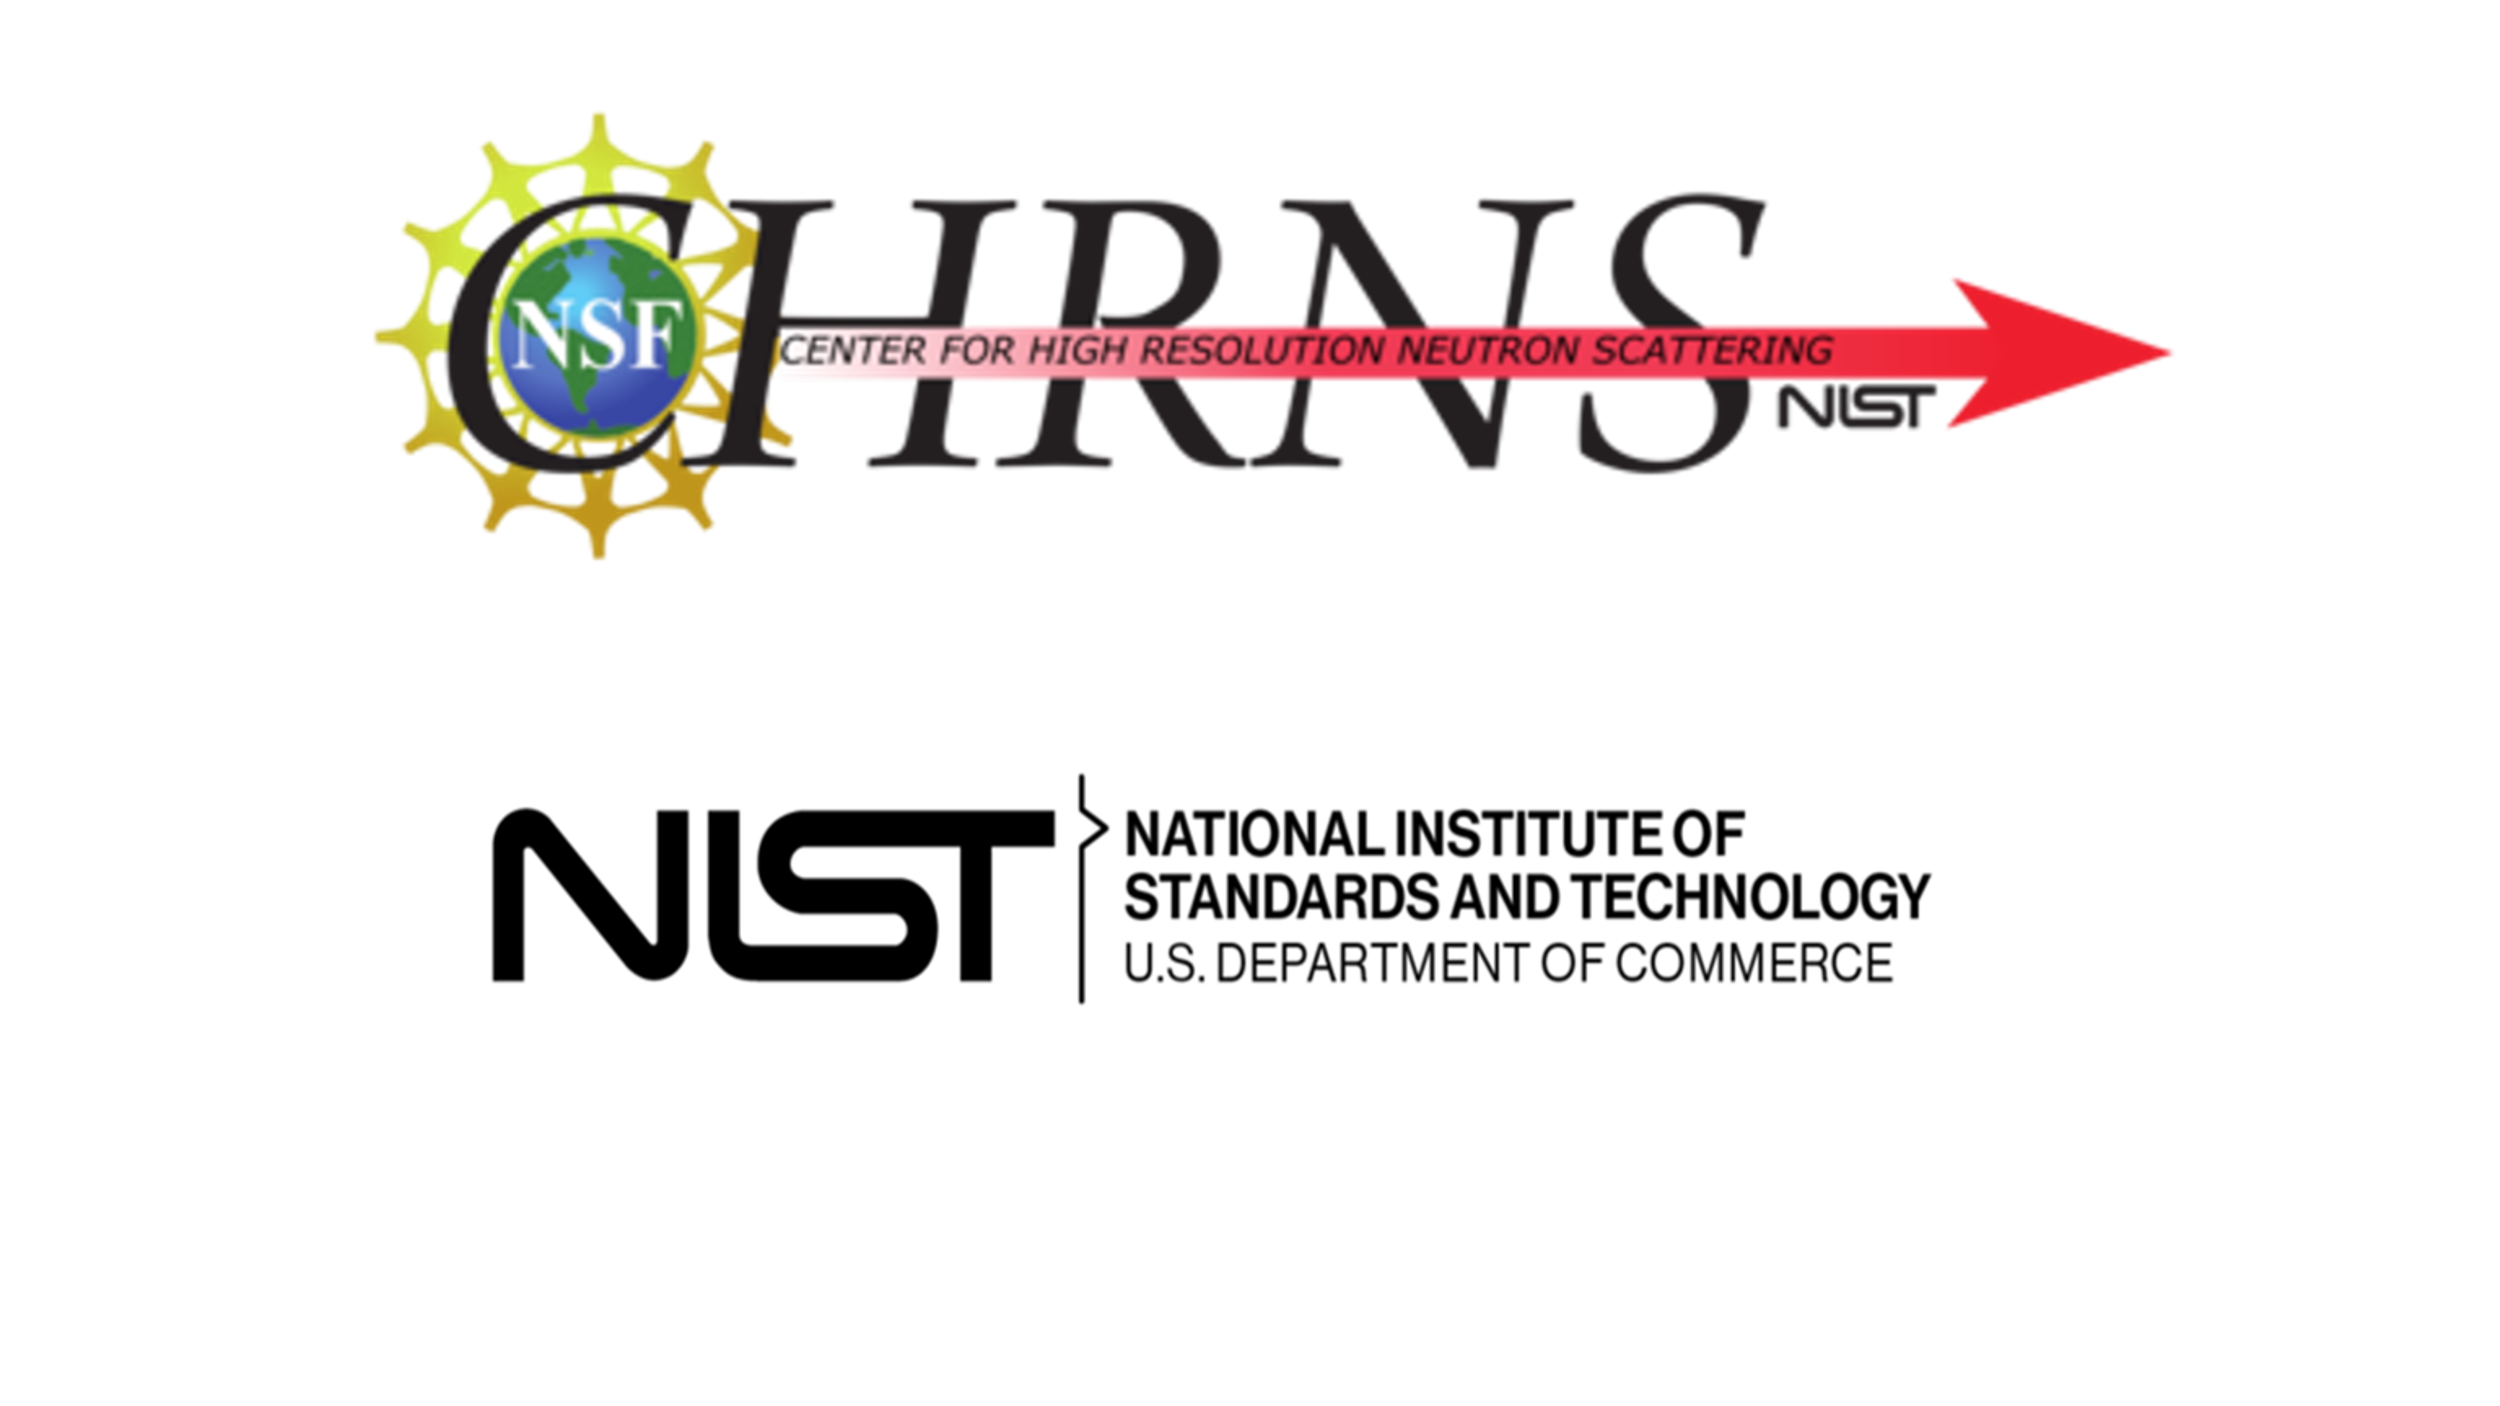 CHRNS
NSF
CENTER FOR HIGH RESOLUTION NEUTRON SCATTERING
NIST
NIST
NATIONAL INSTITUTE OF
STANDARDS AND TECHNOLOGY
U.S. DEPARTMENT OF COMMERCE